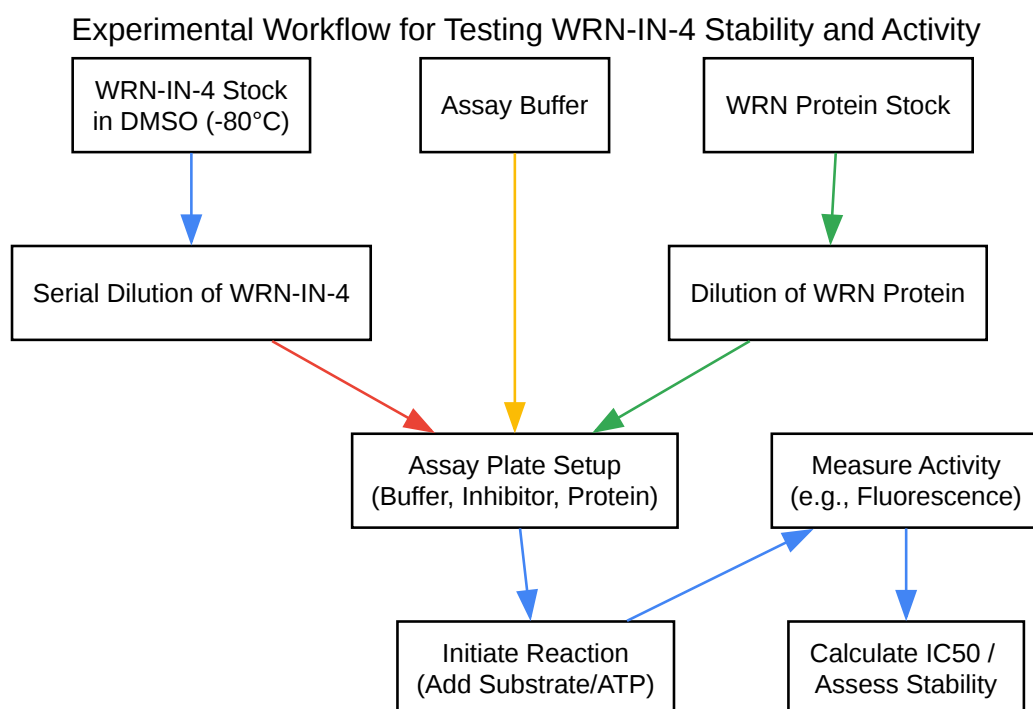 Experimental Workflow for Testing WRN-IN-4 Stability and Activity
WRN-IN-4 Stock
in DMSO (-80°C)
Assay Buffer
WRN Protein Stock
Serial Dilution of WRN-IN-4
Dilution of WRN Protein
Assay Plate Setup
(Buffer, Inhibitor, Protein)
Measure Activity
(e.g., Fluorescence)
Initiate Reaction
(Add Substrate/ATP)
Calculate IC50 /
Assess Stability